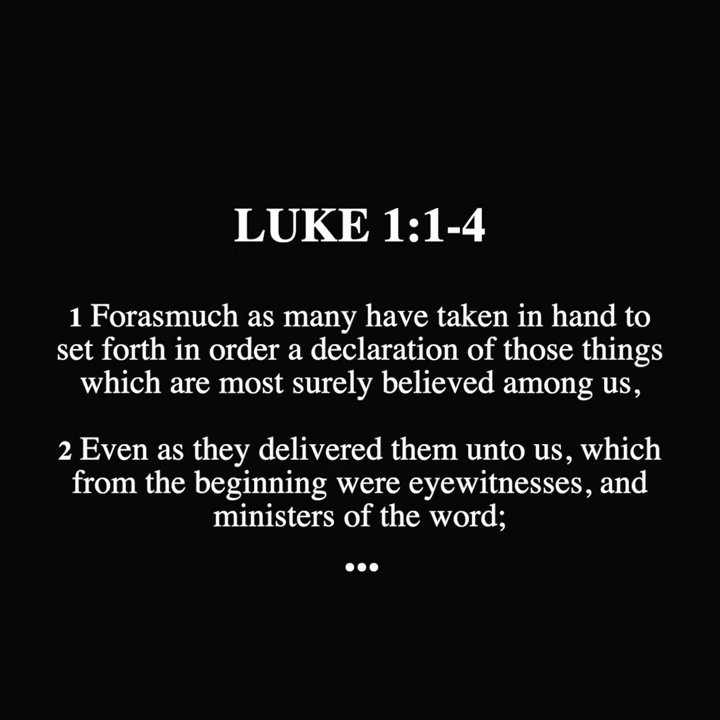 LUKE 1:1-4
1 Forasmuch as many have taken in hand to
set forth in order a declaration of those things
which are most surely believed among us,
2 Even as they delivered them unto us, which
from the beginning were eyewitnesses, and
ministers of the word;
•••